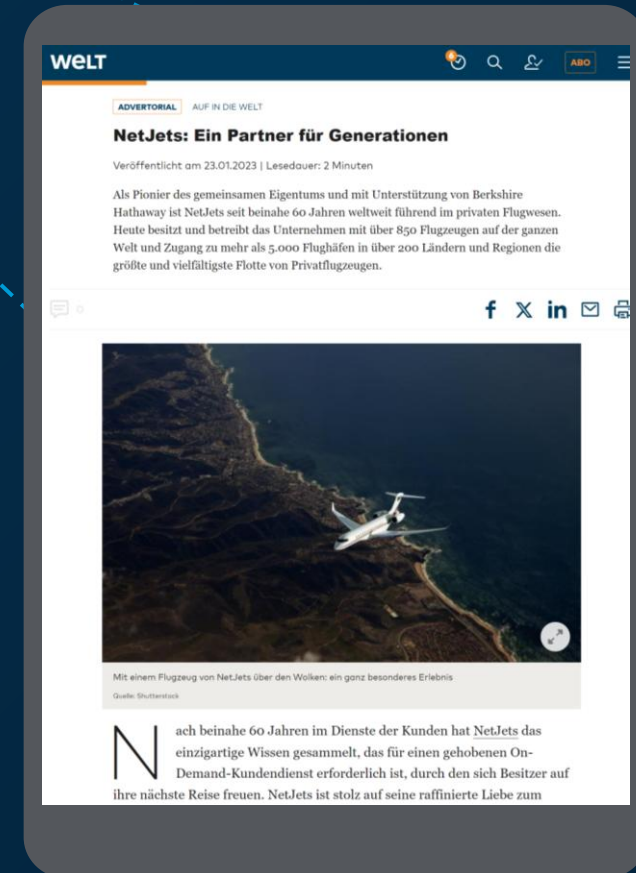 welt
6
ABO
ADVERTORIAL AUF IN DIE WELT
NetJets: Ein Partner für Generationen
Veröffentlicht am 23.01.2023 | Lesedauer: 2 Minuten
Als Pionier des gemeinsamen Eigentums und mit Unterstützung von Berkshire
Hathaway ist NetJets seit beinahe 60 Jahren weltweit führend im privaten Flugwesen.
Heute besitzt und betreibt das Unternehmen mit über 850 Flugzeugen auf der ganzen
Welt und Zugang zu mehr als 5.000 Flughäfen in über 200 Ländern und Regionen die
größte und vielfältigste Flotte von Privatflugzeugen.
0
f X in
Mit einem Flugzeug von NetJets über den Wolken: ein ganz besonderes Erlebnis
Quelle: Shutterstock
Nach beinahe 60 Jahren im Dienste der Kunden hat NetJets das
einzigartige Wissen gesammelt, das für einen gehobenen On-
Demand-Kundendienst erforderlich ist, durch den sich Besitzer auf
ihre nächste Reise freuen. NetJets ist stolz auf seine raffinierte Liebe zum